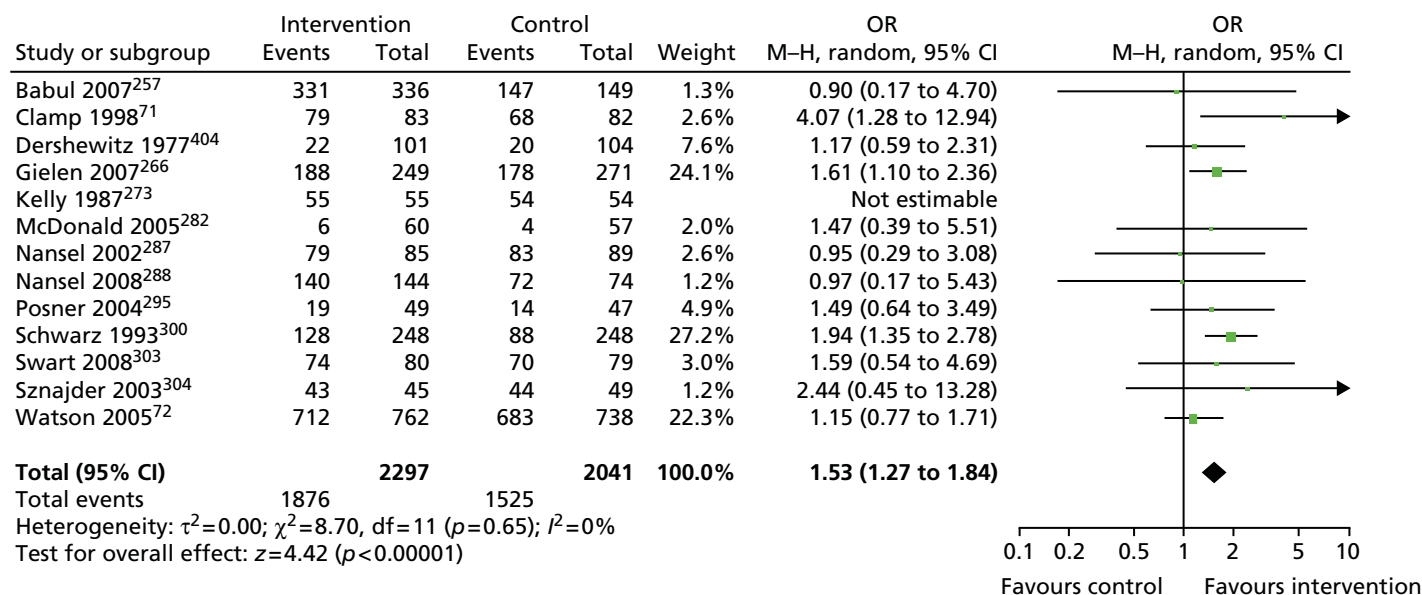 Intervention Control OR OR
Study or subgroup Events Total Events Total Weight M–H, random, 95% CI M–H, random, 95% CI
Babul 2007257 331 336 147 149 1.3% 0.90 (0.17 to 4.70)
Clamp 199871 79 83 68 82 2.6% 4.07 (1.28 to 12.94)
Dershewitz 1977404 22 101 20 104 7.6% 1.17 (0.59 to 2.31)
Gielen 2007266 188 249 178 271 24.1% 1.61 (1.10 to 2.36)
Kelly 1987273 55 55 54 54 Not estimable
McDonald 2005282 6 60 4 57 2.0% 1.47 (0.39 to 5.51)
Nansel 2002287 79 85 83 89 2.6% 0.95 (0.29 to 3.08)
Nansel 2008288 140 144 72 74 1.2% 0.97 (0.17 to 5.43)
Posner 2004295 19 49 14 47 4.9% 1.49 (0.64 to 3.49)
Schwarz 1993300 128 248 88 248 27.2% 1.94 (1.35 to 2.78)
Swart 2008303 74 80 70 79 3.0% 1.59 (0.54 to 4.69)
Sznajder 2003304 43 45 44 49 1.2% 2.44 (0.45 to 13.28)
Watson 200572 712 762 683 738 22.3% 1.15 (0.77 to 1.71)
Total (95% CI) 2297 2041 100.0% 1.53 (1.27 to 1.84)
Total events 1876 1525
Heterogeneity: τ2=0.00; χ2=8.70, df=11 (p=0.65); I2=0%
Test for overall effect: z=4.42 (p<0.00001)
0.1 0.2 0.5 1 2 5 10
Favours control Favours intervention